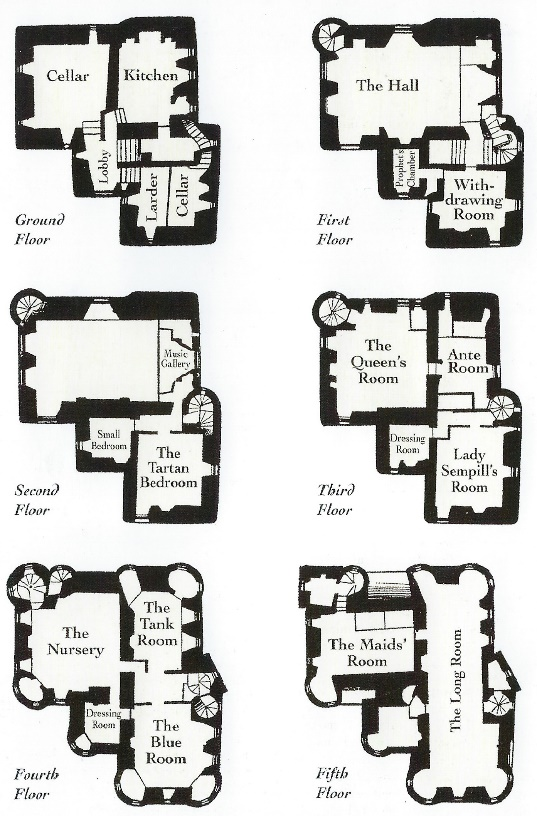 Cellar
Kitchen
Lobby
Larder
Cellar
Ground
Floor
The Hall
Prophet's
Chamber
With-
drawing
Room
First
Floor
Music
Gallery
Small
Bedroom
The
Tartan
Bedroom
Second
Floor
The
Queen's
Room
Ante
Room
Dressing
Room
Lady
Sempill's
Room
Third
Floor
The
Nursery
The
Tank
Room
Dressing
Room
The
Blue
Room
Fourth
Floor
The Maids'
Room
The Long Room
Fifth
Floor